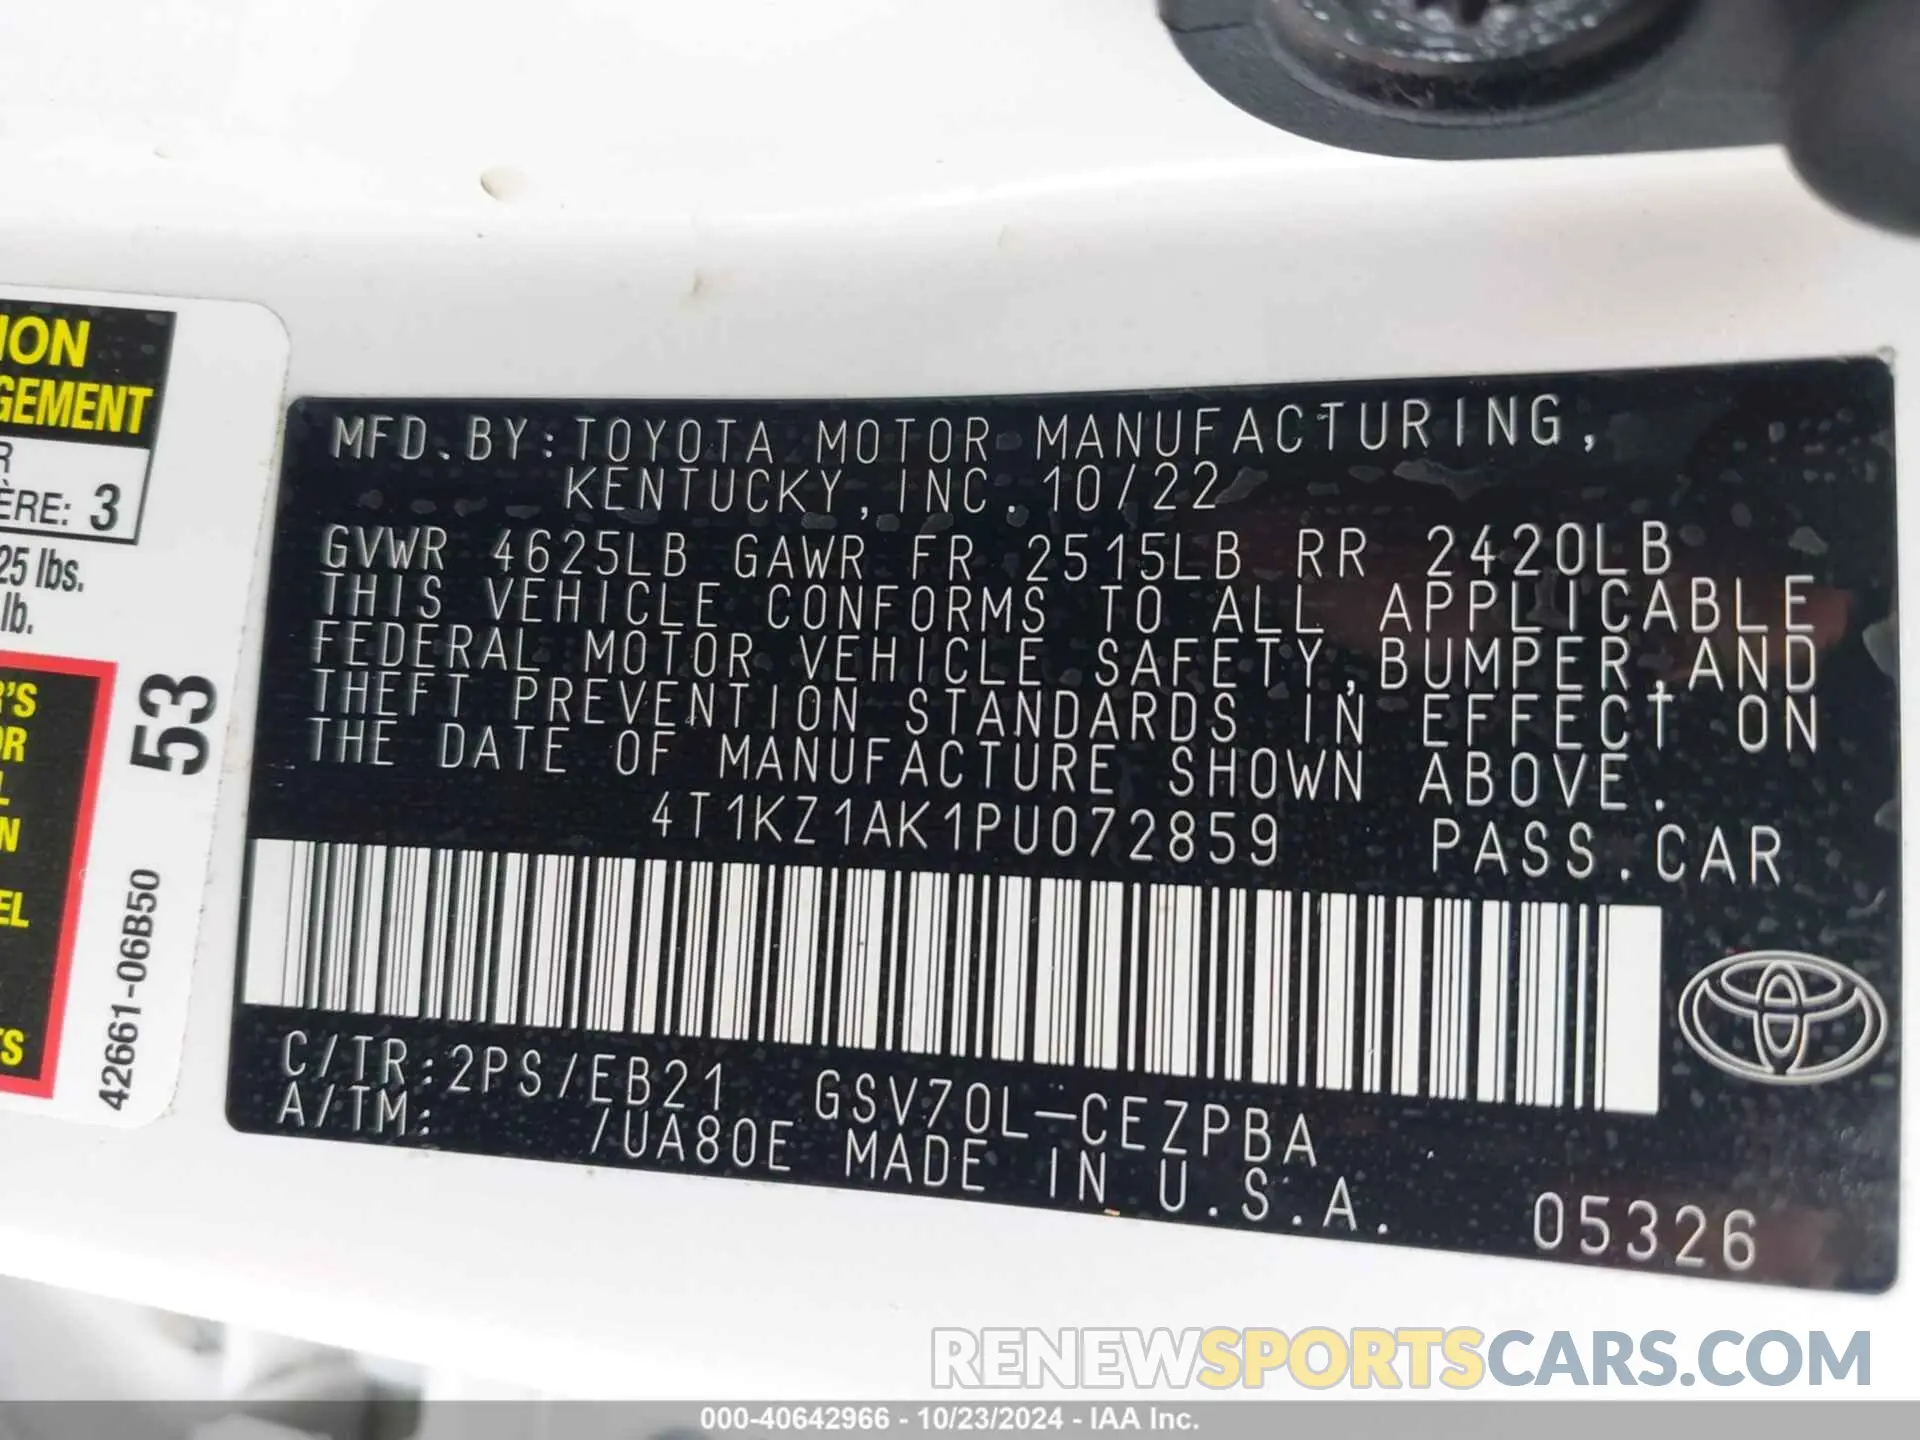 ION
GEMENT
R
ÈRE: 3
25 lbs.
lb.
R'S
OR
L
N
EL
TS
53
42661-06B50
MFD.BY:TOYOTA MOTOR MANUFACTURING,
KENTUCKY,INC. 10/22
GVWR 4625LB GAWR FR 2515LB RR 2420LB
THIS VEHICLE CONFORMS TO ALL APPLICABLE
FEDERAL MOTOR VEHICLE SAFETY,BUMPER,AND
THEFT PREVENTION STANDARDS IN EFFECT ON
THE DATE OF MANUFACTURE SHOWN ABOVE.
4T1KZ1AK1PU072859 PASS.CAR
C/TR:2PS/EB21 GSV70L-CEZPBA
A/TM: /UA80E MADE IN U.S.A.
05326
RENEWSPORTSCARS.COM
000-40642966 - 10/23/2024 - IAA Inc.